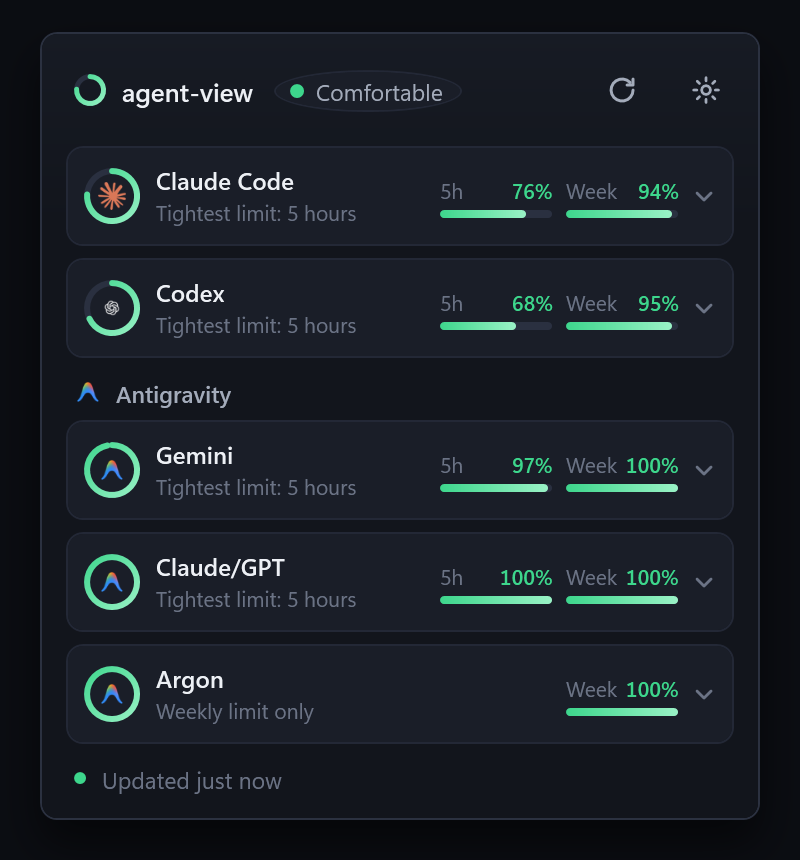 agent-view Comfortable
Claude Code
Tightest limit: 5 hours
5h 76% Week 94%
Codex
Tightest limit: 5 hours
5h 68% Week 95%
Antigravity
Gemini
Tightest limit: 5 hours
5h 97% Week 100%
Claude/GPT
Tightest limit: 5 hours
5h 100% Week 100%
Argon
Weekly limit only
Week 100%
Updated just now